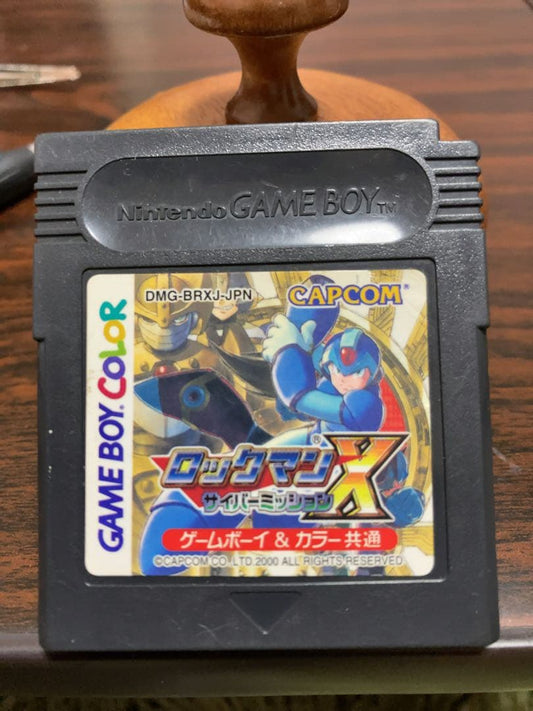 Nintendo GAME BOY TM
DMG-BRXJ-JPN
CAPCOM®
GAME BOY COLOR
ロックマンX®
サイバーミッション
ゲームボーイ & カラー共通
©CAPCOM CO., LTD. 2000 ALL RIGHTS RESERVED.